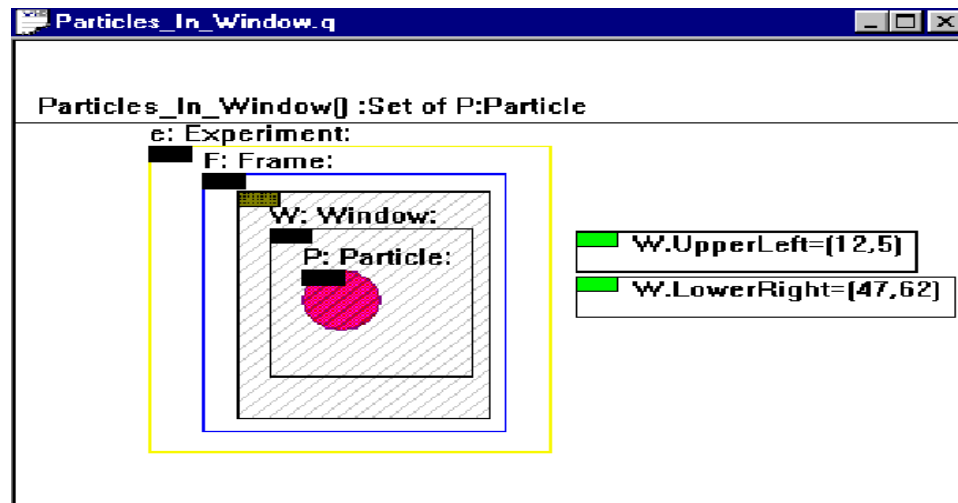 Particles_In_Window.q
Particles_In_Window() :Set of P:Particle
e: Experiment:
F: Frame:
W: Window:
P: Particle:
W.UpperLeft=(12,5)
W.LowerRight=(47,62)